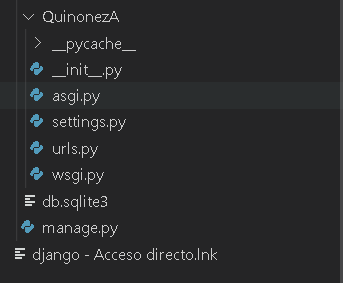 QuinonezA
__pycache__
__init__.py
asgi.py
settings.py
urls.py
wsgi.py
db.sqlite3
manage.py
django - Acceso directo.lnk